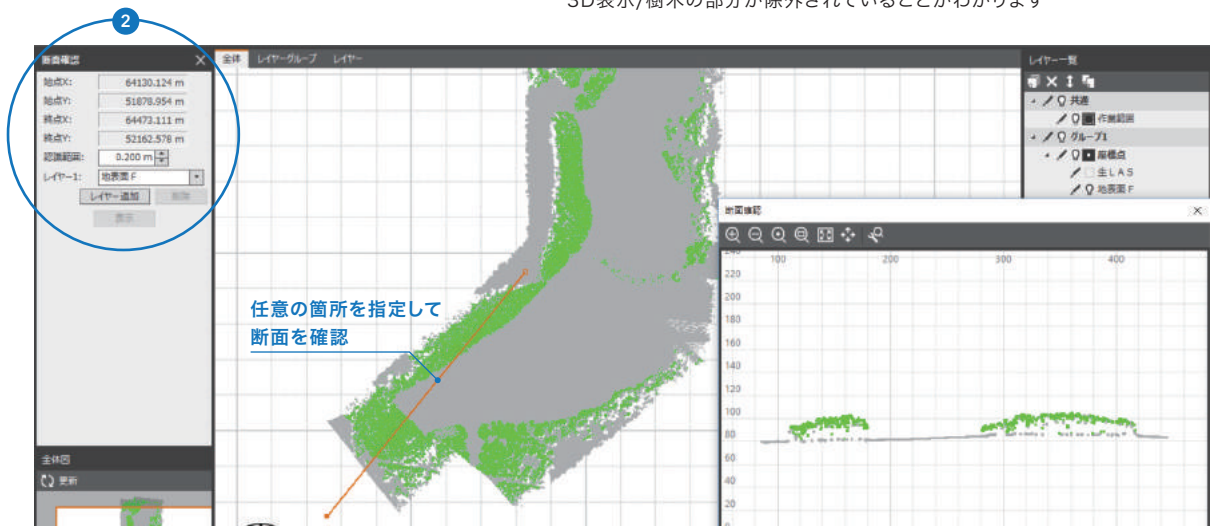 3D表示/樹木の部分が除外されていることがわかります
2
断面確認
始点X: 64130.124 m
始点Y: 51878.954 m
終点X: 64473.111 m
終点Y: 52162.578 m
認識範囲: 0.200 m
レイヤー1: 地表面F
レイヤー追加 削除
表示
全体図
更新
全体 レイヤーグループ レイヤー
任意の箇所を指定して
断面を確認
レイヤー一覧
共通
作業範囲
グループ1
座標点
生LAS
地表面F
断面確認
100 200 300 400
240
220
200
180
160
140
120
100
80
60
40
20
0